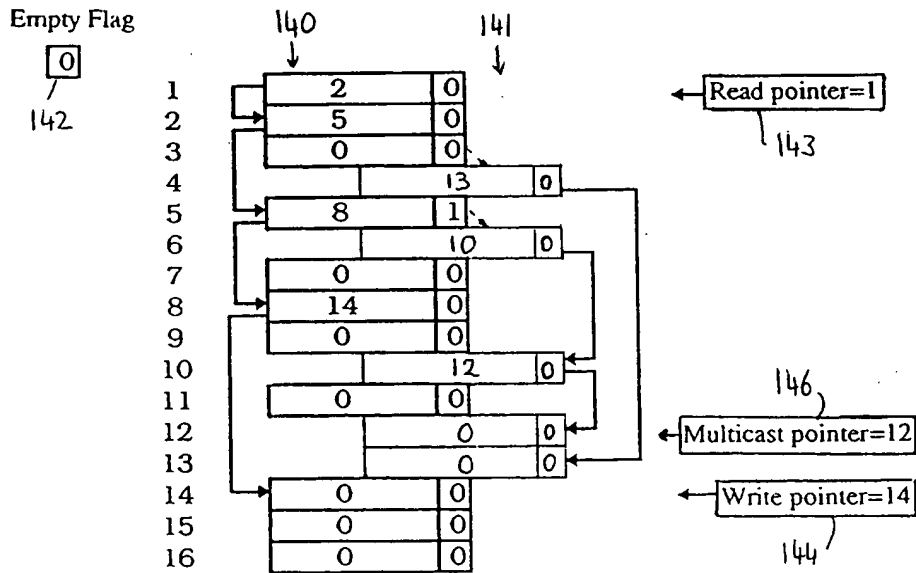 Empty Flag
0
142
140
141
1 2 0
2 5 0
3 0 0
4 13 0
5 8 1
6 10 0
7 0 0
8 14 0
9 0 0
10 12 0
11 0 0
12 0 0
13 0 0
14 0 0
15 0 0
16 0 0
Read pointer=1
143
146
Multicast pointer=12
Write pointer=14
144